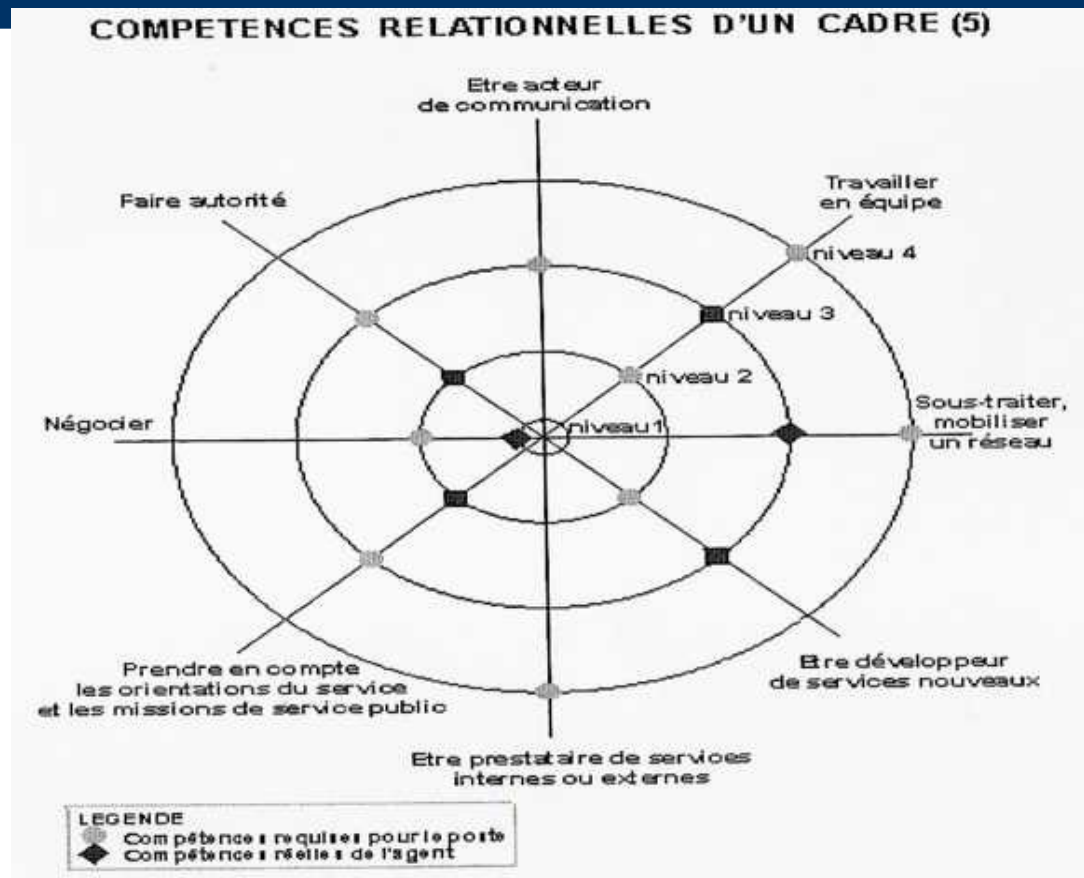 COMPETENCES RELATIONNELLES D'UN CADRE (5)
Etre acteur
de communication
Faire autorité
Travailler
en équipe
niveau 4
niveau 3
niveau 2
niveau 1
Négocier
Sous-traiter,
mobiliser
un réseau
Prendre en compte
les orientations du service
et les missions de service public
Etre développeur
de services nouveaux
Etre prestataire de services
internes ou externes
LEGENDE
Compétences requises pour le poste
Compétences réelles de l'agent